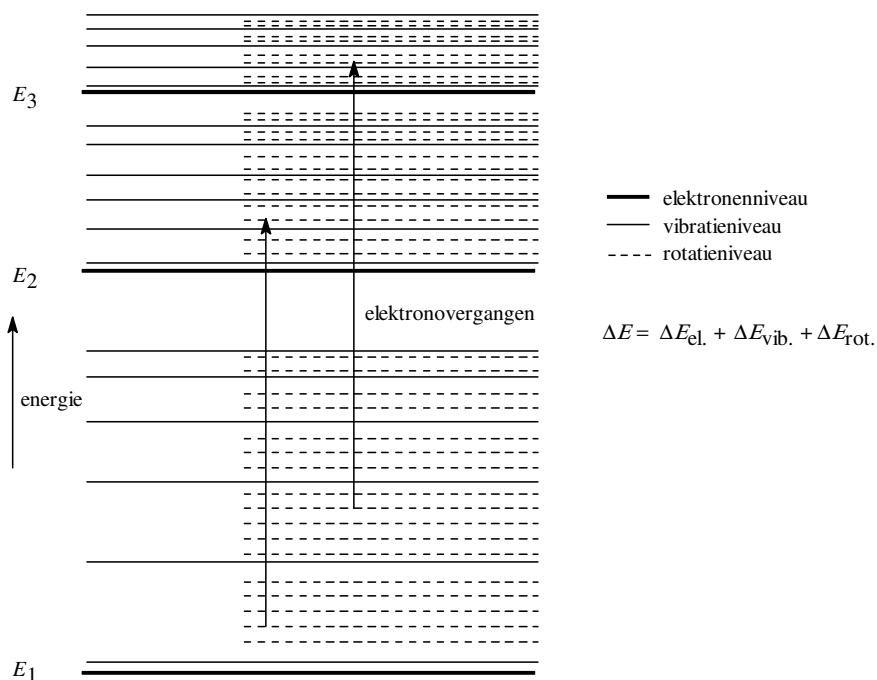 E3
elektronenniveau
vibratieniveau
rotatieniveau
E2
elektronovergangen
ΔE = ΔEel. + ΔEvib. + ΔErot.
energie
E1